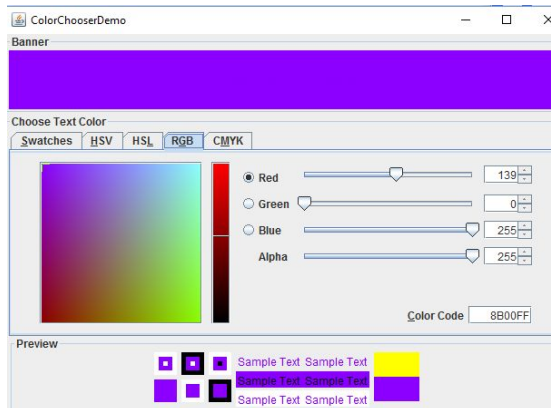 ColorChooserDemo
Banner
Choose Text Color
Swatches HSV HSL RGB CMYK
Red 139
Green 0
Blue 255
Alpha 255
Color Code 8B00FF
Preview
Sample Text Sample Text
Sample Text Sample Text
Sample Text Sample Text